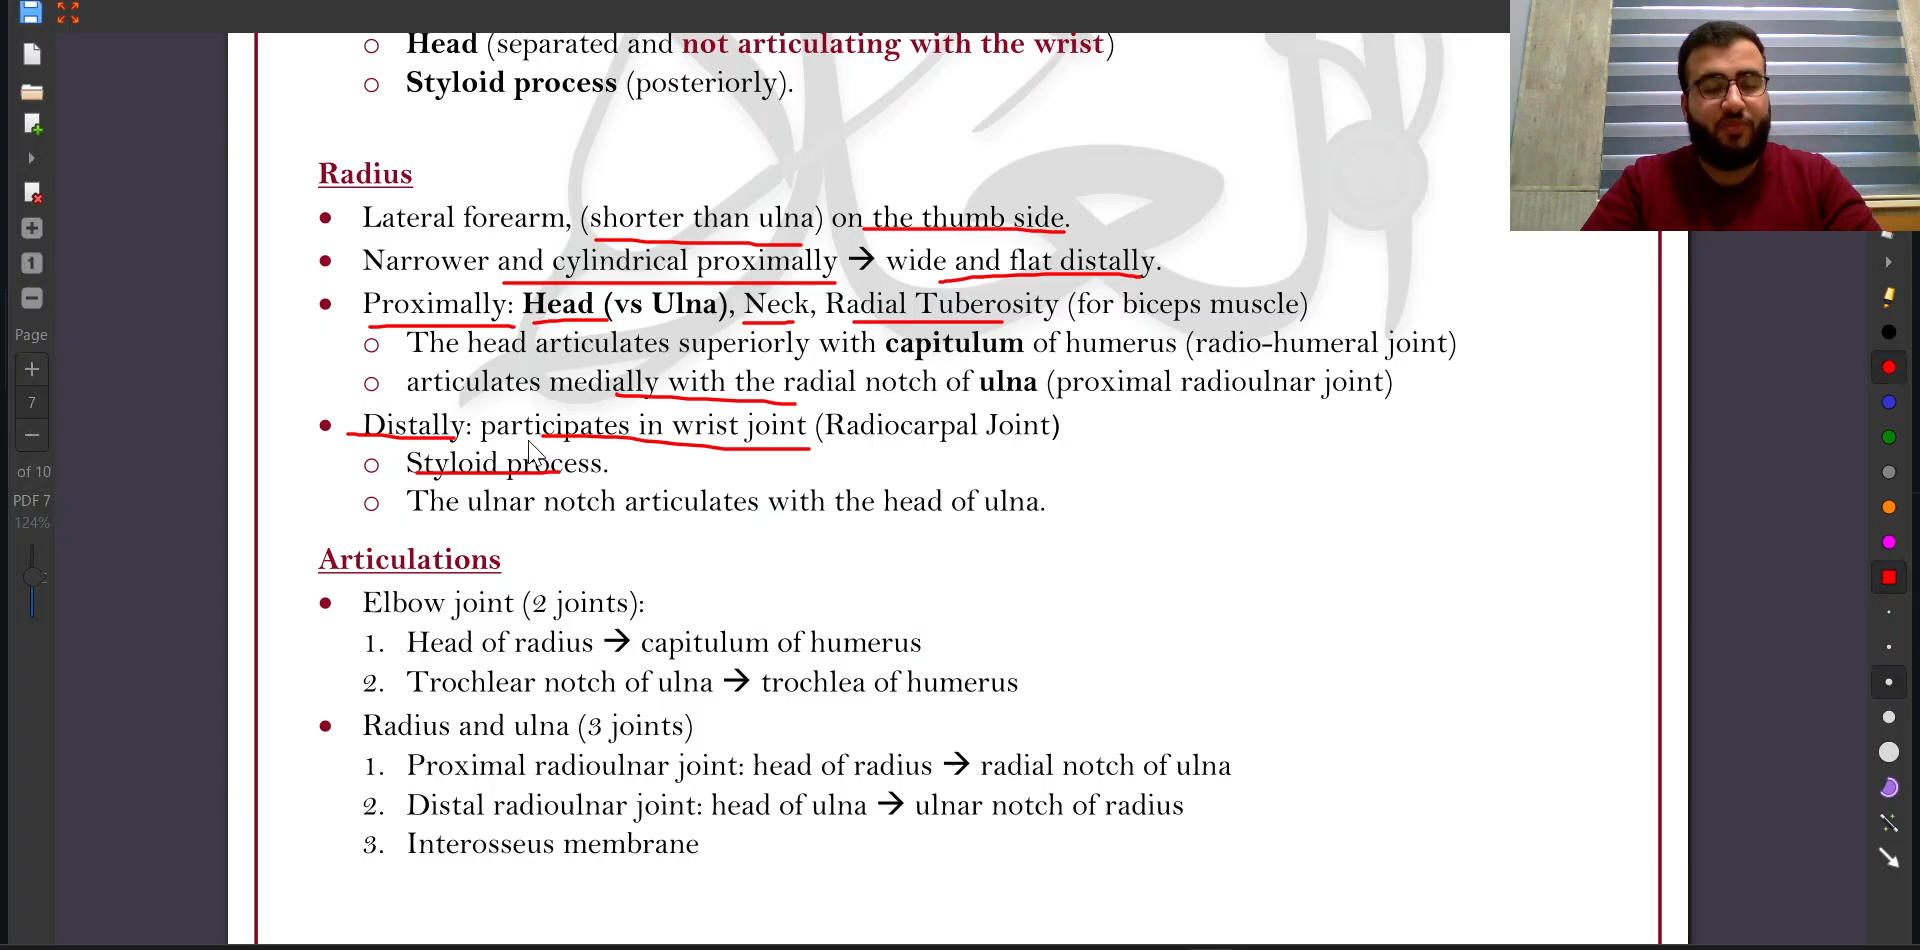 Head (separated and not articulating with the wrist)
Styloid process (posteriorly).
Radius
Lateral forearm, (shorter than ulna) on the thumb side.
Narrower and cylindrical proximally → wide and flat distally.
Proximally: Head (vs Ulna), Neck, Radial Tuberosity (for biceps muscle)
The head articulates superiorly with capitulum of humerus (radio-humeral joint)
articulates medially with the radial notch of ulna (proximal radioulnar joint)
Distally: participates in wrist joint (Radiocarpal Joint)
Styloid process.
The ulnar notch articulates with the head of ulna.
Articulations
Elbow joint (2 joints):
1. Head of radius → capitulum of humerus
2. Trochlear notch of ulna → trochlea of humerus
Radius and ulna (3 joints)
1. Proximal radioulnar joint: head of radius → radial notch of ulna
2. Distal radioulnar joint: head of ulna → ulnar notch of radius
3. Interosseus membrane
1
Page
7
of 10
PDF 7
124%